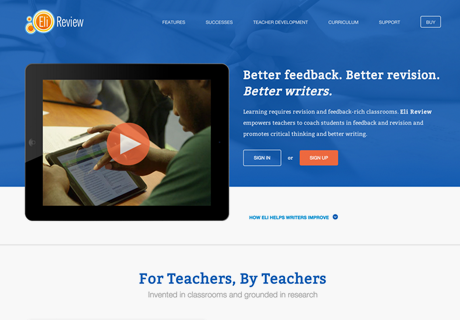 Eli Review
FEATURES
SUCCESSES
TEACHER DEVELOPMENT
CURRICULUM
SUPPORT
BUY
Better feedback. Better revision.
Better writers.
Learning requires revision and feedback-rich classrooms. Eli Review
empowers teachers to coach students in feedback and revision and
promotes critical thinking and better writing.
SIGN IN or SIGN UP
HOW ELI HELPS WRITERS IMPROVE
For Teachers, By Teachers
Invented in classrooms and grounded in research